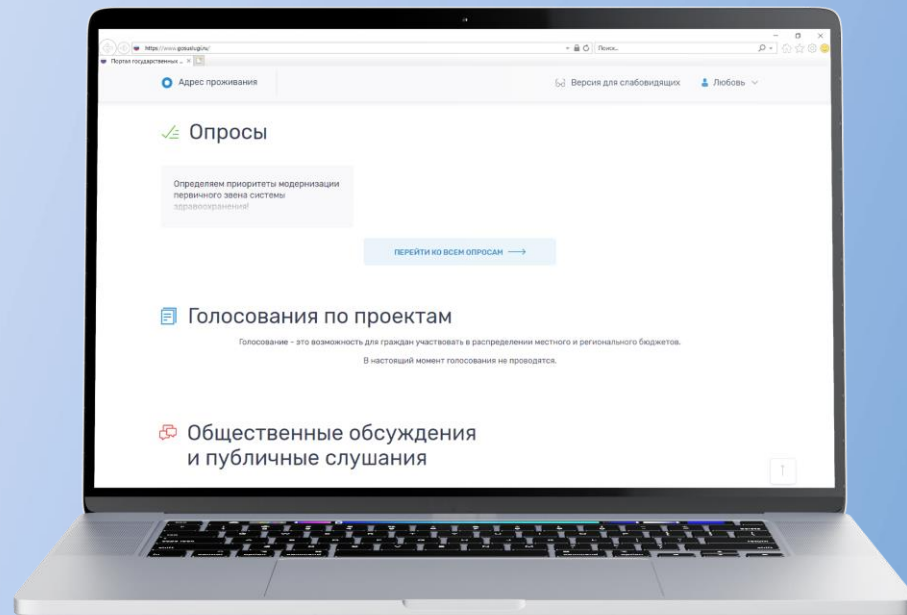 https://www.gosuslugi.ru/
Поиск...
Портал государственных ...
Адрес проживания
Версия для слабовидящих
Любовь
Опросы
Определяем приоритеты модернизации
первичного звена системы
здравоохранения!
ПЕРЕЙТИ КО ВСЕМ ОПРОСАМ
Голосования по проектам
Голосование - это возможность для граждан участвовать в распределении местного и регионального бюджетов.
В настоящий момент голосования не проводятся.
Общественные обсуждения
и публичные слушания